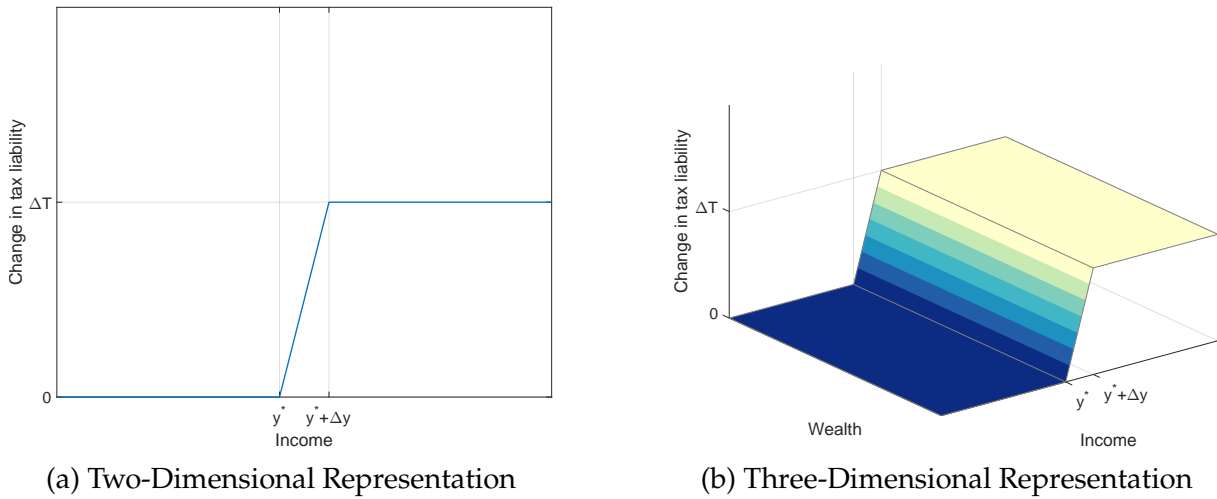 Change in tax liability
ΔT
0
y*
y*+Δy
Income
(a) Two-Dimensional Representation
Change in tax liability
ΔT
0
Wealth
y*
y*+Δy
Income
(b) Three-Dimensional Representation